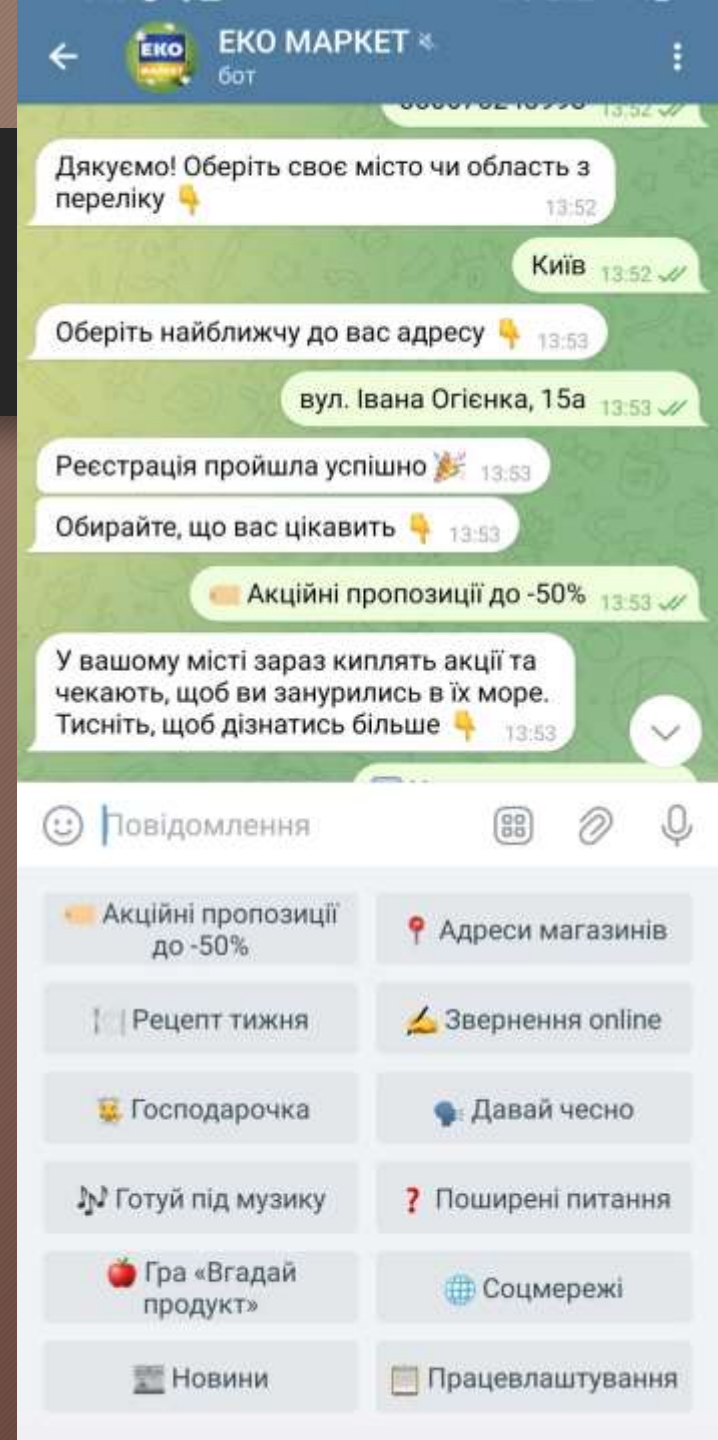 ЕКО МАРКЕТ
ЕКО
МАРКЕТ
бот
13:52
Дякуємо! Оберіть своє місто чи область з
переліку 👇 13:52
Київ 13:52
Оберіть найближчу до вас адресу 👇 13:53
вул. Івана Огієнка, 15а 13:53
Реєстрація пройшла успішно 🎉 13:53
Обирайте, що вас цікавить 👇 13:53
Акційні пропозиції до -50% 13:53
У вашому місті зараз киплять акції та
чекають, щоб ви занурились в їх море.
Тисніть, щоб дізнатись більше 👇 13:53
Повідомлення
Акційні пропозиції
до -50%
📍 Адреси магазинів
🍽 Рецепт тижня
✍ Звернення online
Господарочка
🗣 Давай чесно
🎶 Готуй під музику
❓ Поширені питання
🍎 Гра «Вгадай
продукт»
🌐 Соцмережі
📰 Новини
📋 Працевлаштування